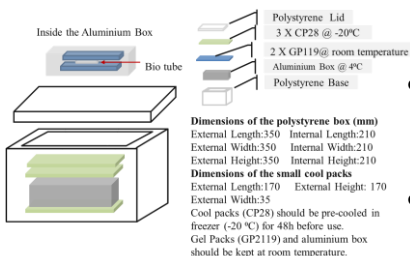 Inside the Aluminium Box
Bio tube
Polystyrene Lid
3 X CP28 @ -20⁰C
2 X GP119@ room temperature
Aluminium Box @ 4⁰C
Polystyrene Base
Dimensions of the polystyrene box (mm)
External Length:350 Internal Length:210
External Width:350 Internal Width:210
External Height:350 Internal Height:210
Dimensions of the small cool packs
External Length:170 External Height: 170
External Width:35
Cool packs (CP28) should be pre-cooled in
freezer (-20 ⁰C) for 48h before use.
Gel Packs (GP2119) and aluminium box
should be kept at room temperature.